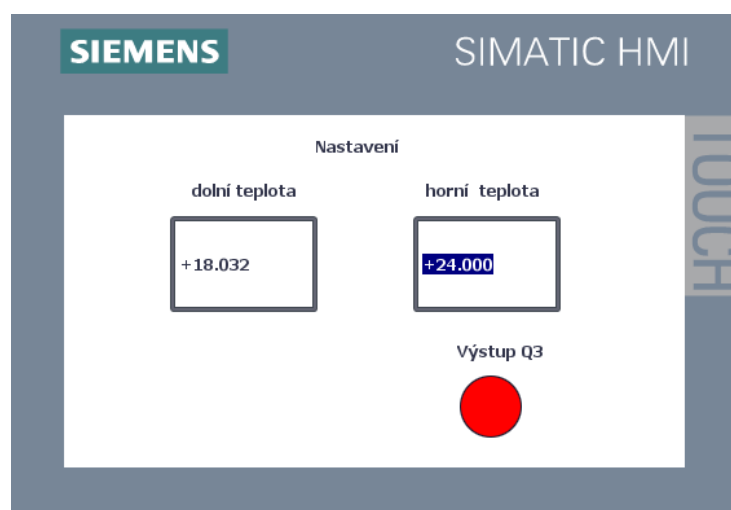 SIEMENS
SIMATIC HMI
TOUCH
Nastavení
dolní teplota
horní teplota
+18.032
+24.000
Výstup Q3